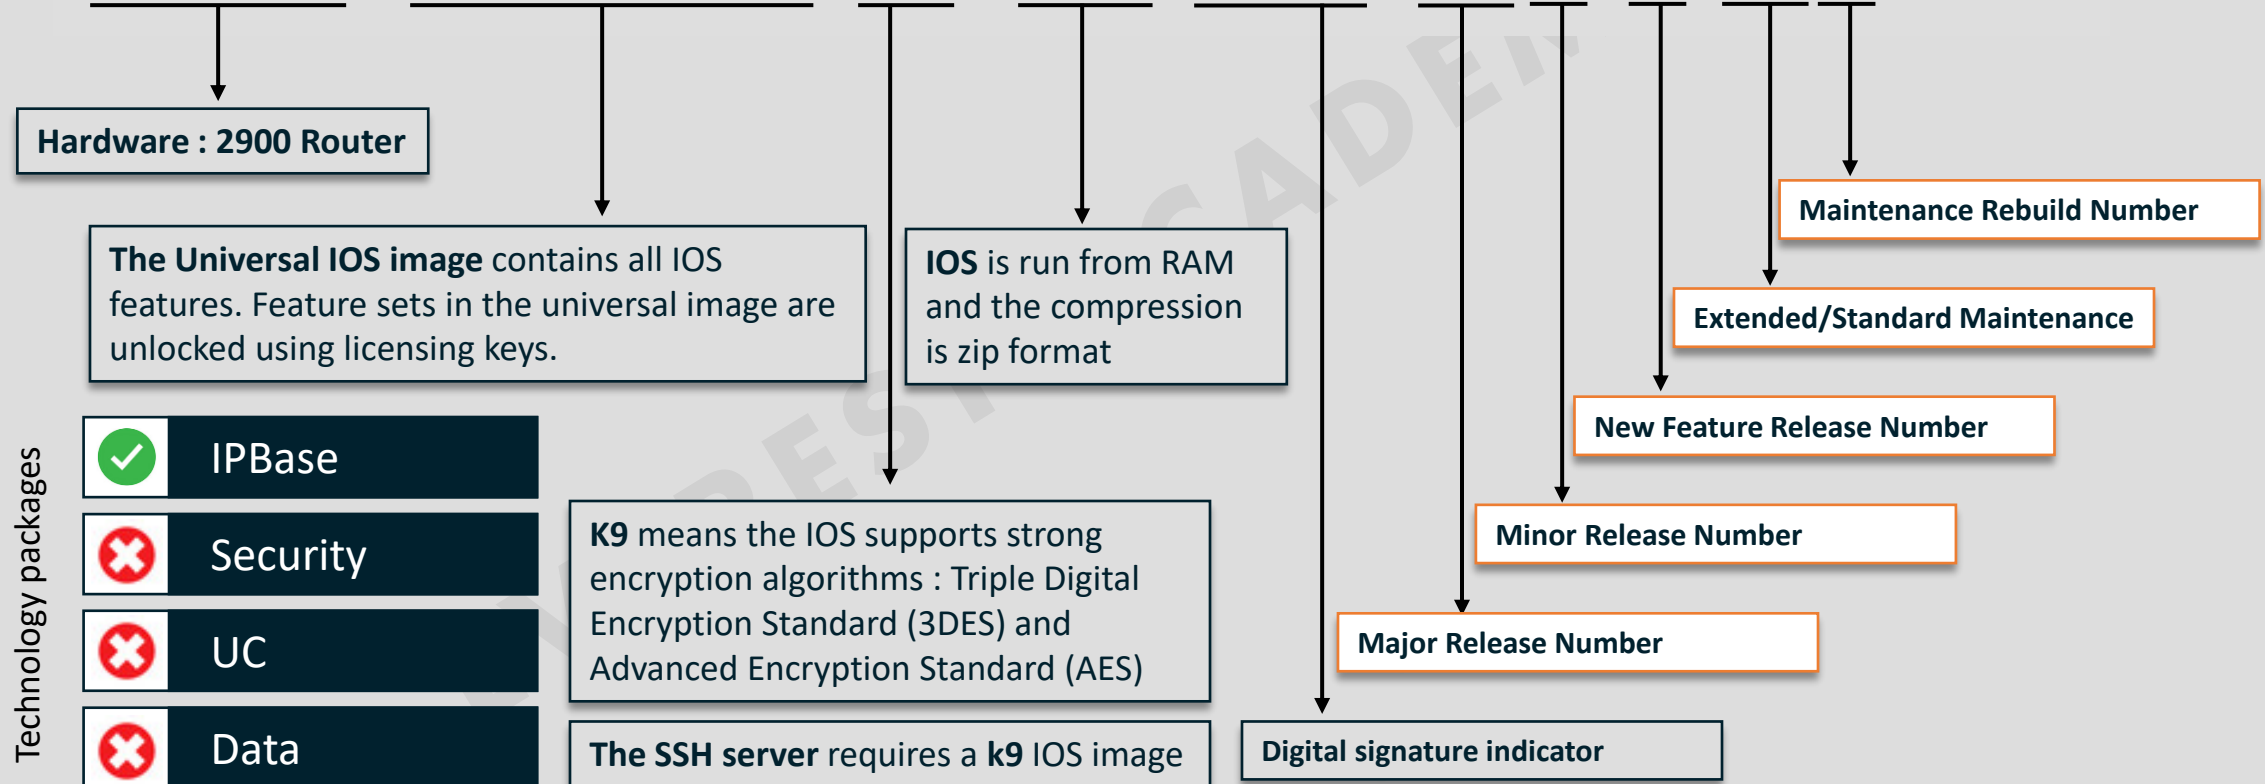 Hardware : 2900 Router
Maintenance Rebuild Number
The Universal IOS image contains all IOS
features. Feature sets in the universal image are
unlocked using licensing keys.
IOS is run from RAM
and the compression
is zip format
Extended/Standard Maintenance
New Feature Release Number
Technology packages
IPBase
Security
UC
Data
K9 means the IOS supports strong
encryption algorithms : Triple Digital
Encryption Standard (3DES) and
Advanced Encryption Standard (AES)
Minor Release Number
Major Release Number
The SSH server requires a k9 IOS image
Digital signature indicator